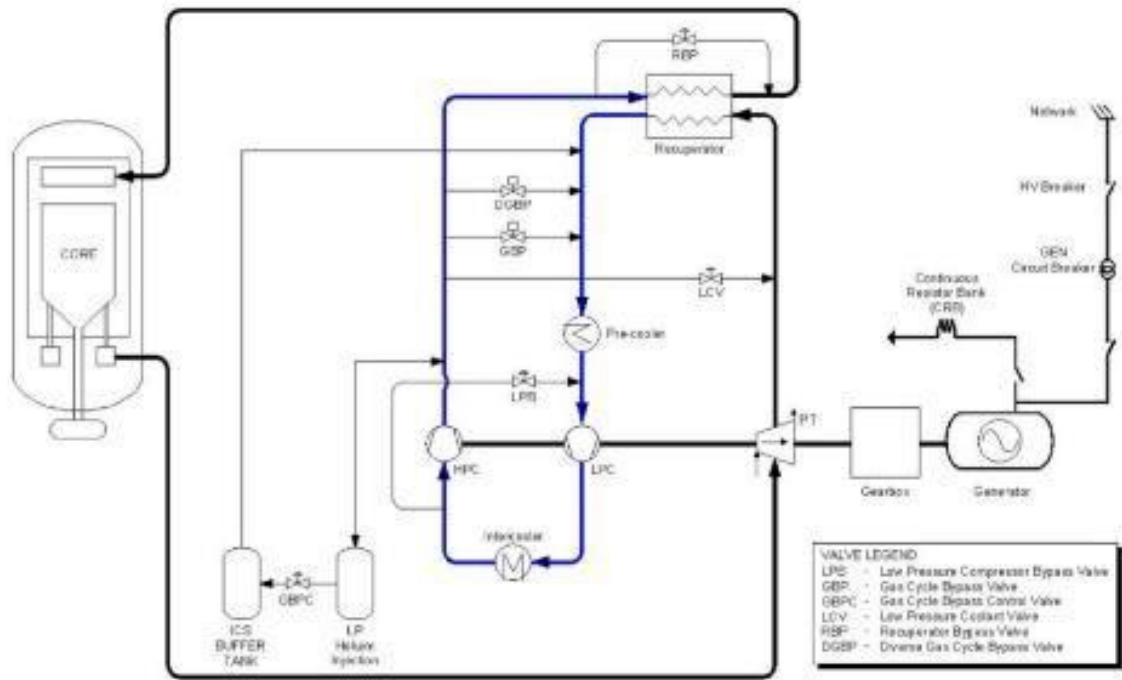 RBP
Recuperator
Network
HV Breaker
DGBP
CORE
GBP
GEN
Circuit Breaker
Continuous
Resistor Bank
(CRB)
LCV
Pre-cooler
LPB
PT
HPC
LPC
Gearbox
Generator
Intercooler
GBPC
ICS
BUFFER
TANK
LP
Helium
Injection
VALVE LEGEND
LPB - Low Pressure Compressor Bypass Valve
GBP - Gas Cycle Bypass Valve
GBPC - Gas Cycle Bypass Control Valve
LCV - Low Pressure Coolant Valve
RBP - Recuperator Bypass Valve
DGBP - Diverse Gas Cycle Bypass Valve